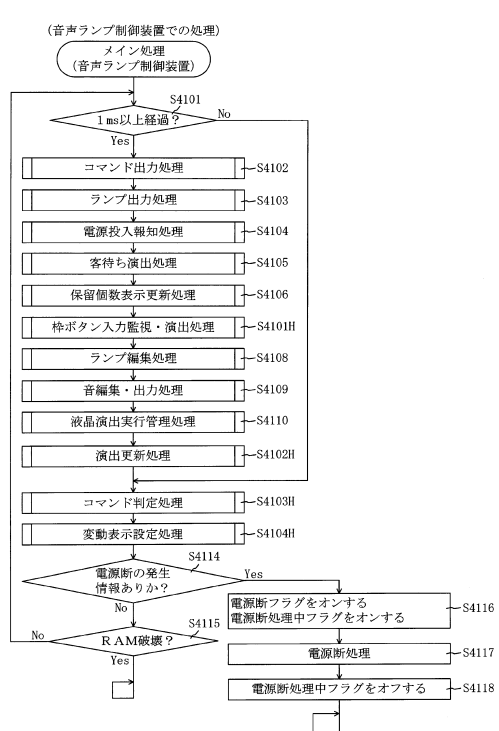 (音声ランプ制御装置での処理)
メイン処理
(音声ランプ制御装置)
S4101
1ms以上経過?
No
Yes
コマンド出力処理
S4102
ランプ出力処理
S4103
電源投入報知処理
S4104
客待ち演出処理
S4105
保留個数表示更新処理
S4106
枠ボタン入力監視・演出処理
S4101H
ランプ編集処理
S4108
音編集・出力処理
S4109
液晶演出実行管理処理
S4110
演出更新処理
S4102H
コマンド判定処理
S4103H
変動表示設定処理
S4104H
S4114
電源断の発生
情報ありか?
Yes
No
電源断フラグをオンする
電源断処理中フラグをオンする
S4116
S4115
RAM破壊?
No
Yes
電源断処理
S4117
電源断処理中フラグをオフする
S4118